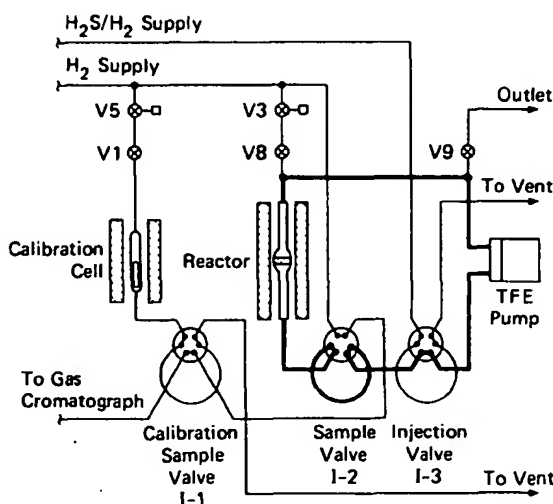 H₂S/H₂ Supply
H₂ Supply
V5
V3
Outlet
V1
V8
V9
To Vent
Calibration
Cell
Reactor
TFE
Pump
To Gas
Cromatograph
Calibration
Sample
Valve
I-1
Sample
Valve
I-2
Injection
Valve
I-3
To Vent